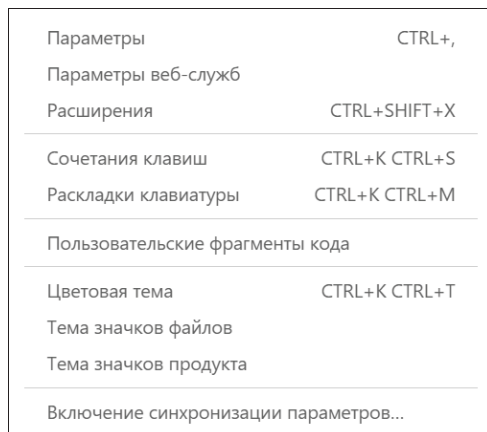 Параметры CTRL+,
Параметры веб-служб
Расширения CTRL+SHIFT+X
Сочетания клавиш CTRL+K CTRL+S
Раскладки клавиатуры CTRL+K CTRL+M
Пользовательские фрагменты кода
Цветовая тема CTRL+K CTRL+T
Тема значков файлов
Тема значков продукта
Включение синхронизации параметров...